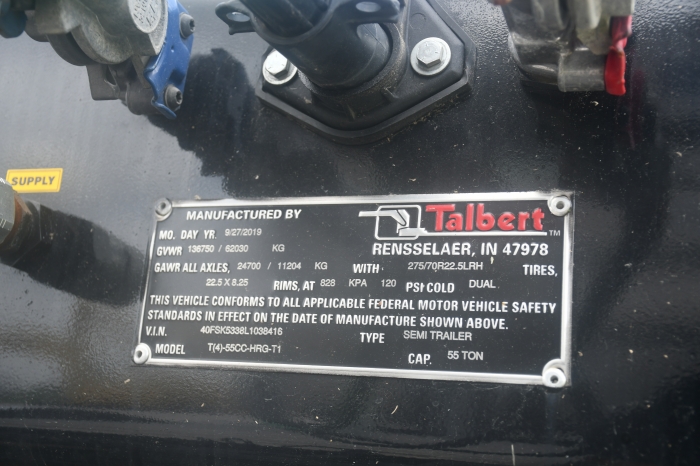 SUPPLY
MANUFACTURED BY Talbert™
MO. DAY YR. 9/27/2019 RENSSELAER, IN 47978
GVWR 136750 / 62030 KG
GAWR ALL AXLES, 24700 / 11204 KG WITH 275/70R22.5LRH TIRES,
22.5 X 8.25 RIMS, AT 828 KPA 120 PSI COLD DUAL
THIS VEHICLE CONFORMS TO ALL APPLICABLE FEDERAL MOTOR VEHICLE SAFETY
STANDARDS IN EFFECT ON THE DATE OF MANUFACTURE SHOWN ABOVE.
V.I.N. 40FSK5338L1038416 TYPE SEMI TRAILER
MODEL T(4)-55CC-HRG-T1 CAP. 55 TON